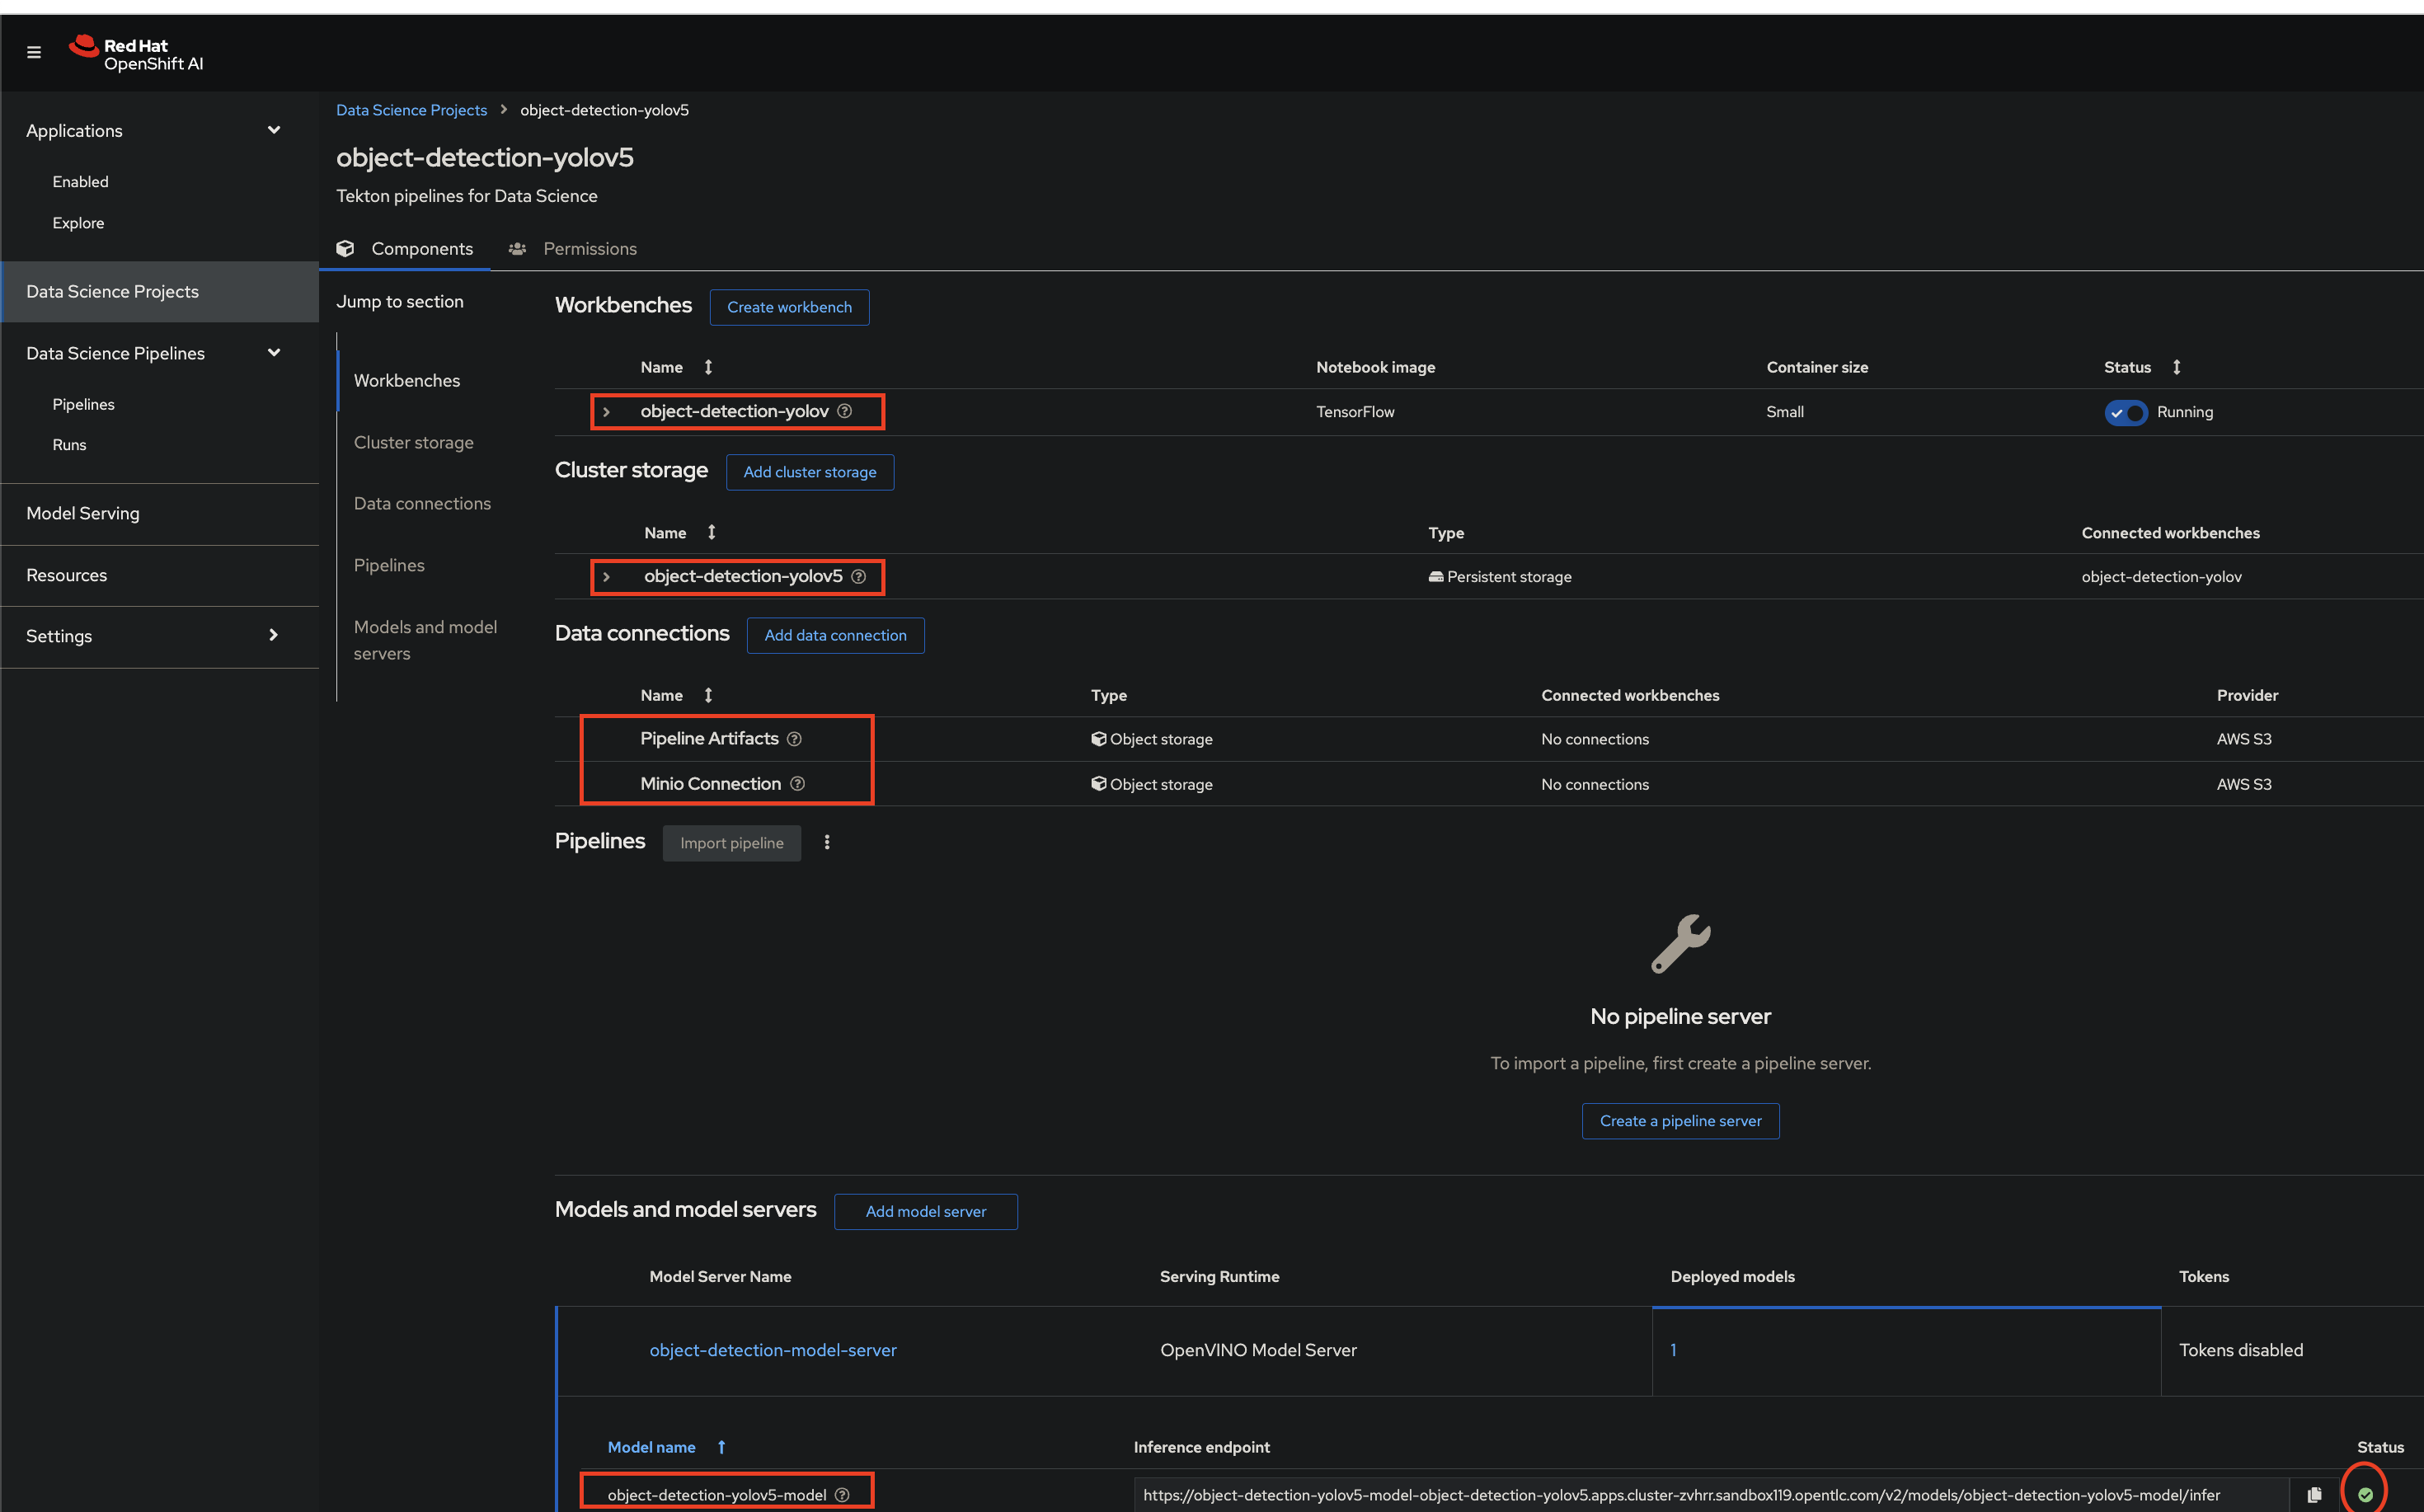 Red Hat
OpenShift AI
Applications
Enabled
Explore
Data Science Projects
Data Science Pipelines
Pipelines
Runs
Model Serving
Resources
Settings
Data Science Projects > object-detection-yolov5
object-detection-yolov5
Tekton pipelines for Data Science
Components Permissions
Jump to section
Workbenches
Cluster storage
Data connections
Pipelines
Models and model
servers
Workbenches Create workbench
Name Notebook image Container size Status
object-detection-yolov TensorFlow Small Running
Cluster storage Add cluster storage
Name Type Connected workbenches
object-detection-yolov5 Persistent storage object-detection-yolov
Data connections Add data connection
Name Type Connected workbenches Provider
Pipeline Artifacts Object storage No connections AWS S3
Minio Connection Object storage No connections AWS S3
Pipelines Import pipeline
No pipeline server
To import a pipeline, first create a pipeline server.
Create a pipeline server
Models and model servers Add model server
Model Server Name Serving Runtime Deployed models Tokens
object-detection-model-server OpenVINO Model Server 1 Tokens disabled
Model name Inference endpoint Status
object-detection-yolov5-model https://object-detection-yolov5-model-object-detection-yolov5.apps.cluster-zvhrr.sandbox119.opentlc.com/v2/models/object-detection-yolov5-model/infer